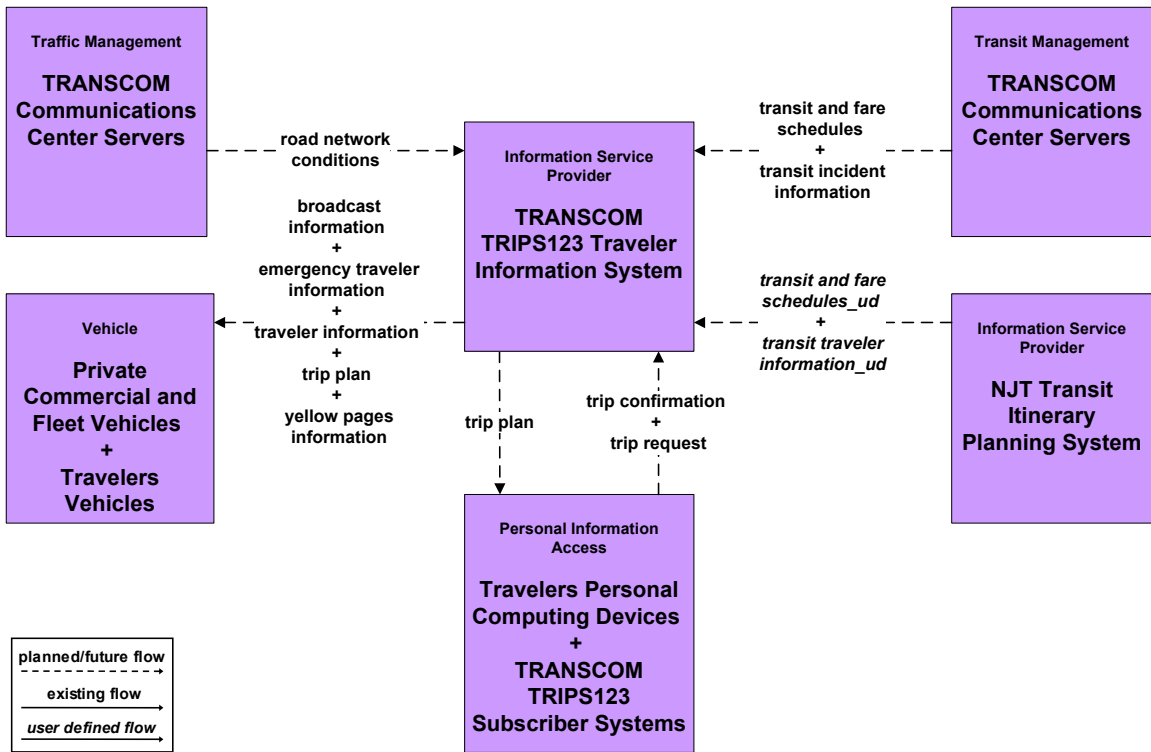 Traffic Management
TRANSCOM
Communications
Center Servers
road network
conditions
Information Service
Provider
TRANSCOM
TRIPS123 Traveler
Information System
transit and fare
schedules
+
transit incident
information
Transit Management
TRANSCOM
Communications
Center Servers
Vehicle
Private
Commercial and
Fleet Vehicles
+
Travelers
Vehicles
broadcast
information
+
emergency traveler
information
+
traveler information
+
trip plan
+
yellow pages
information
transit and fare
schedules_ud
+
transit traveler
information_ud
Information Service
Provider
NJT Transit
Itinerary
Planning System
trip plan
trip confirmation
+
trip request
Personal Information
Access
Travelers Personal
Computing Devices
+
TRANSCOM
TRIPS123
Subscriber Systems
planned/future flow
existing flow
user defined flow